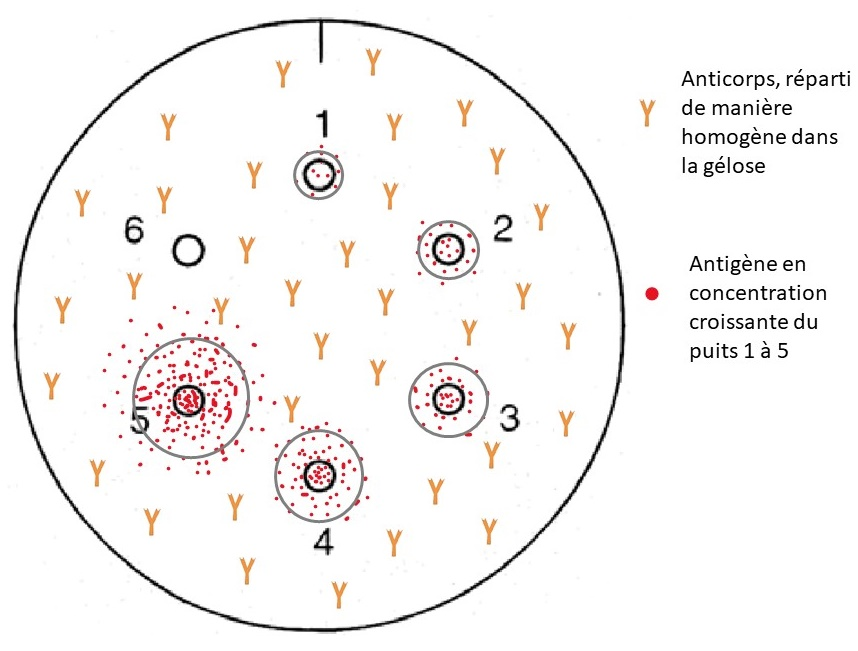 1
2
3
4
5
6
Anticorps, réparti
de manière
homogène dans
la gélose
Antigène en
concentration
croissante du
puits 1 à 5